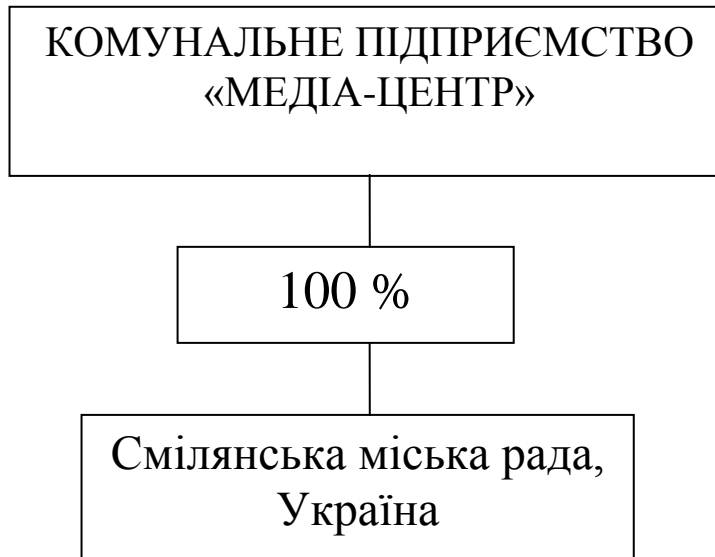 КОМУНАЛЬНЕ ПІДПРИЄМСТВО
«МЕДІА-ЦЕНТР»
100 %
Смілянська міська рада,
Україна